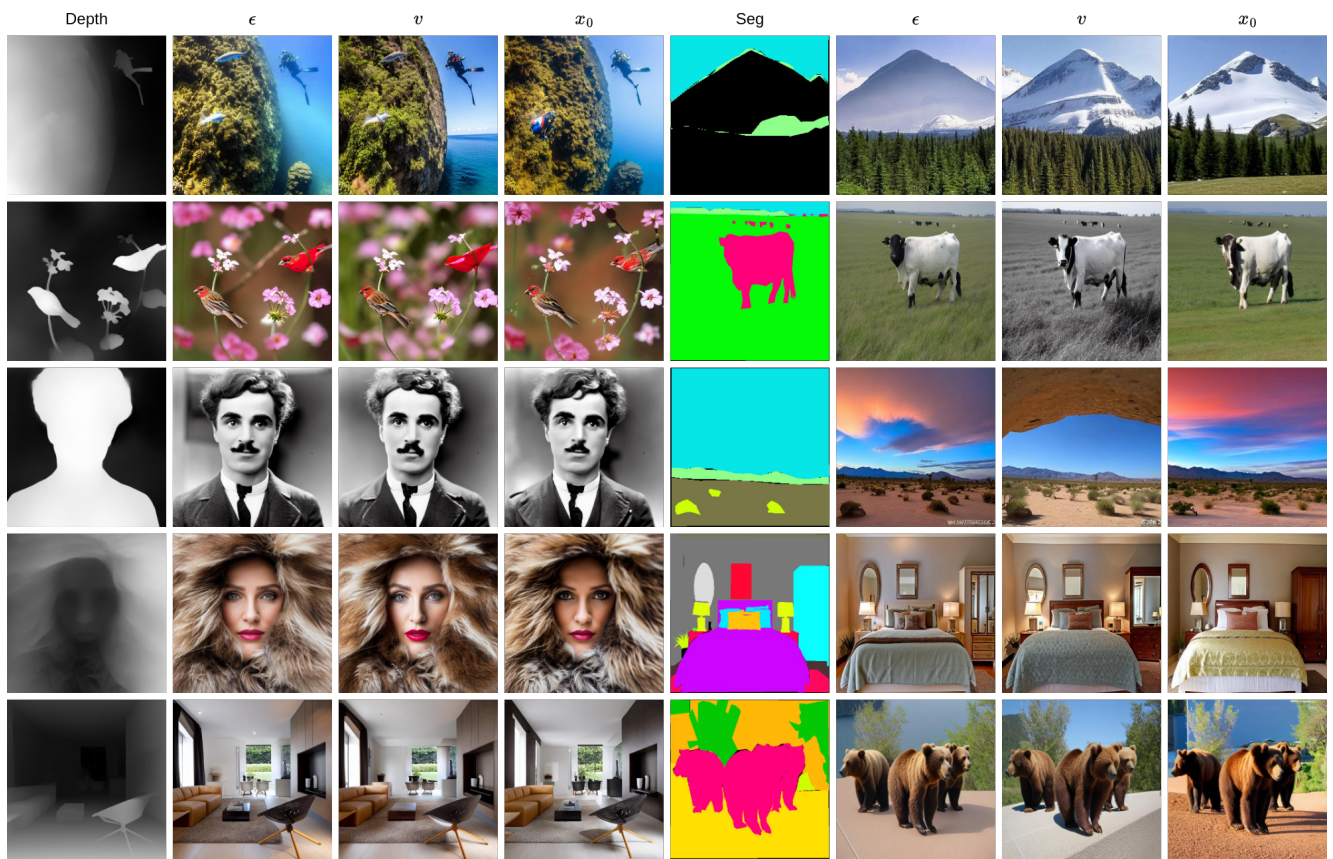 Depth ϵ v x₀ Seg ϵ v x₀